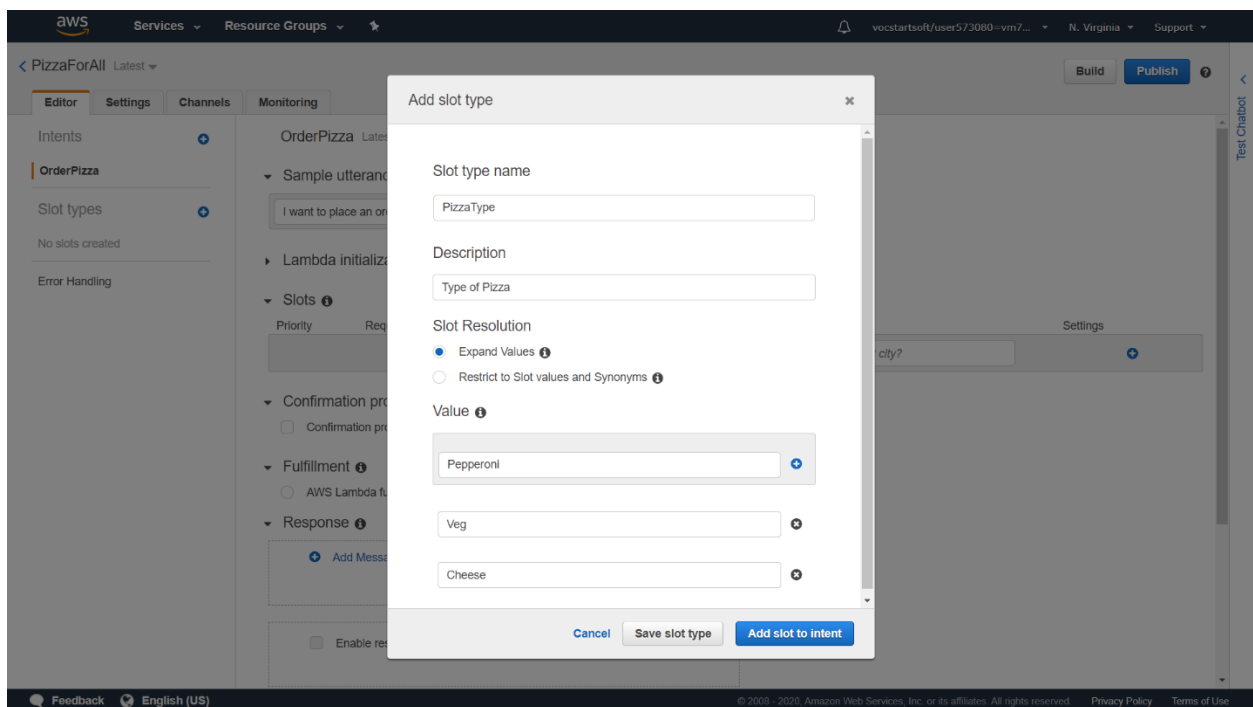 aws Services Resource Groups vocstartsoft/user573080=vm7... N. Virginia Support
PizzaForAll Latest Build Publish
Editor Settings Channels Monitoring
Test Chatbot
Intents
OrderPizza
Slot types
No slots created
Error Handling
OrderPizza
Sample utteranc
I want to place an or
Lambda initializa
Slots
Priority Req Settings
city?
Confirmation pro
Confirmation pro
Fulfillment
AWS Lambda fu
Response
Add Messa
Enable res
Add slot type
Slot type name
PizzaType
Description
Type of Pizza
Slot Resolution
Expand Values
Restrict to Slot values and Synonyms
Value
Pepperoni
Veg
Cheese
Cancel Save slot type Add slot to intent
Feedback English (US) © 2008 - 2020, Amazon Web Services, Inc. or its affiliates. All rights reserved. Privacy Policy Terms of Use